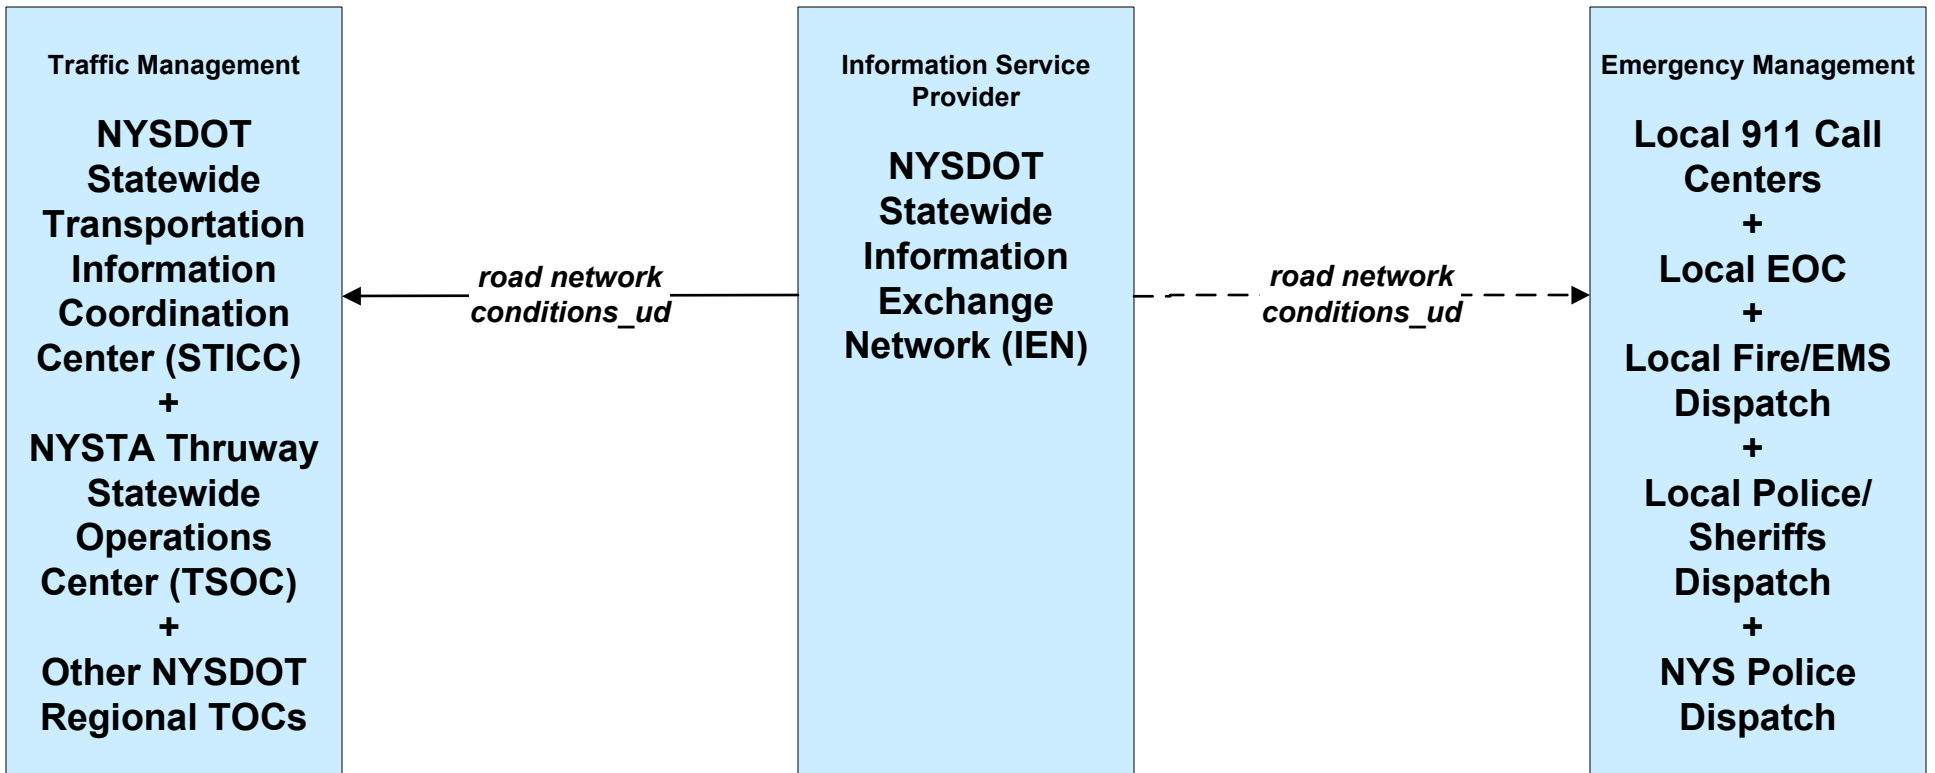 Traffic Management
NYSDOT
Statewide
Transportation
Information
Coordination
Center (STICC)
+
NYSTA Thruway
Statewide
Operations
Center (TSOC)
+
Other NYSDOT
Regional TOCs
road network
conditions_ud
Information Service
Provider
NYSDOT
Statewide
Information
Exchange
Network (IEN)
road network
conditions_ud
Emergency Management
Local 911 Call
Centers
+
Local EOC
+
Local Fire/EMS
Dispatch
+
Local Police/
Sheriffs
Dispatch
+
NYS Police
Dispatch